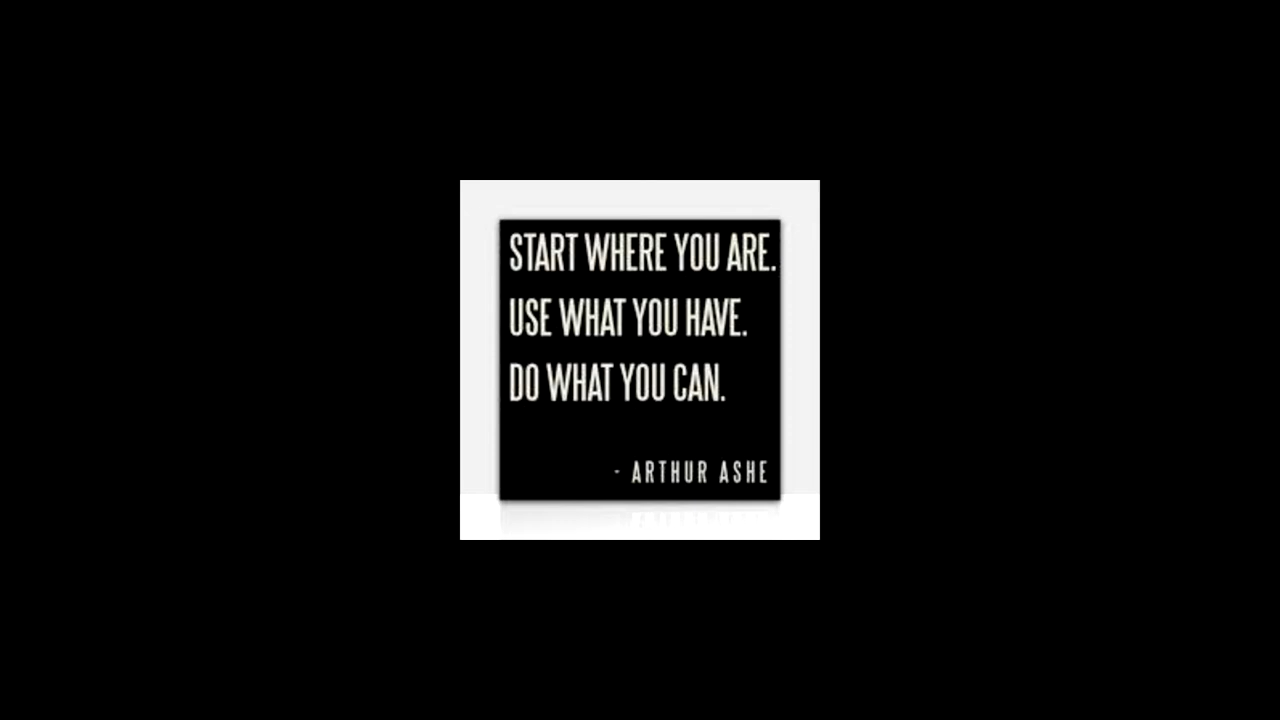 START WHERE YOU ARE.
USE WHAT YOU HAVE.
DO WHAT YOU CAN.
- ARTHUR ASHE